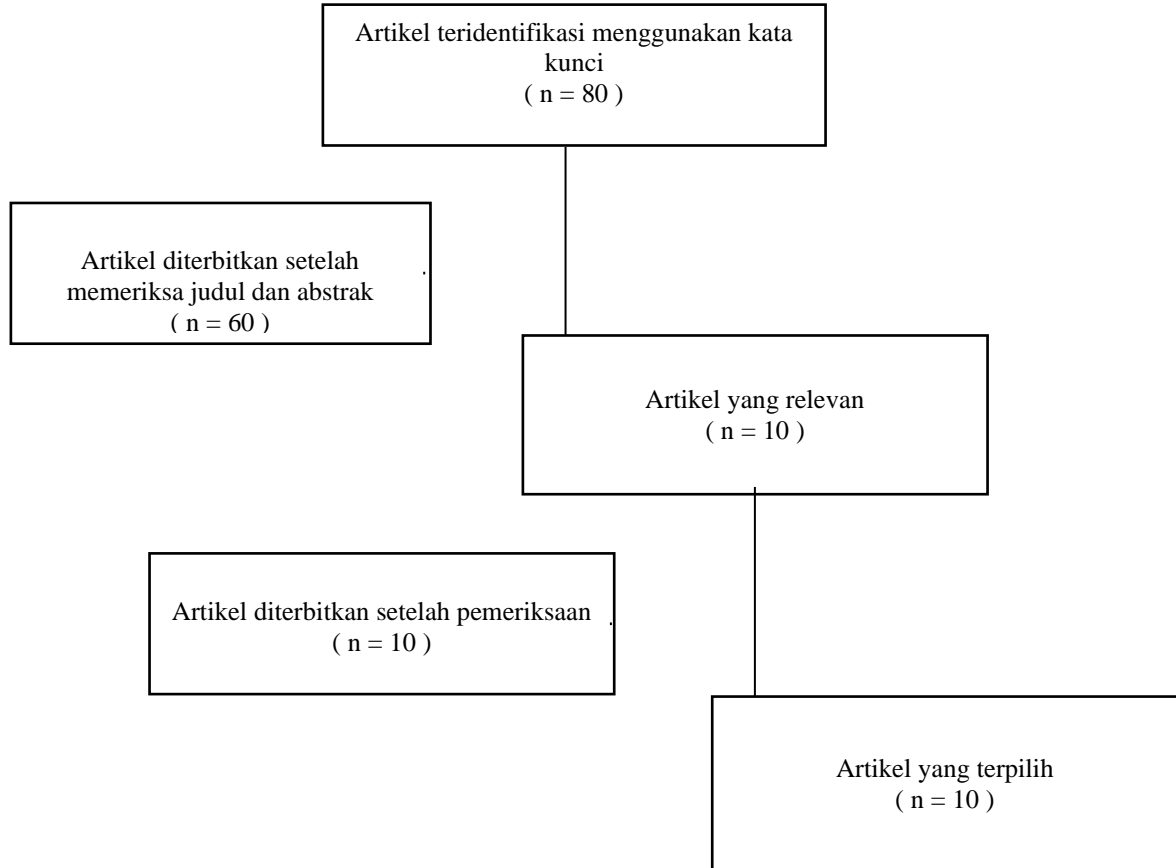 Artikel teridentifikasi menggunakan kata
kunci
( n = 80 )
Artikel diterbitkan setelah
memeriksa judul dan abstrak
( n = 60 )
Artikel yang relevan
( n = 10 )
Artikel diterbitkan setelah pemeriksaan
( n = 10 )
Artikel yang terpilih
( n = 10 )